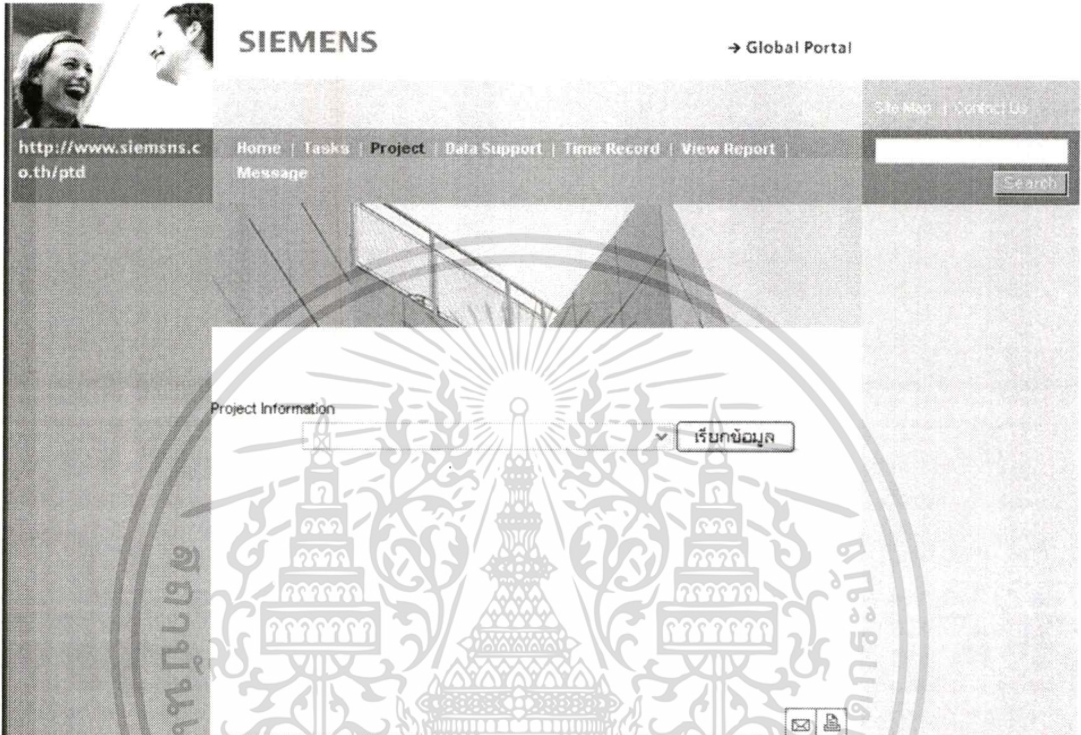 SIEMENS
→ Global Portal
Site Map | Contact Us
http://www.siemsns.c
o.th/ptd
Home | Tasks | Project | Data Support | Time Record | View Report |
Message
Search
Project Information
เรียกข้อมูล